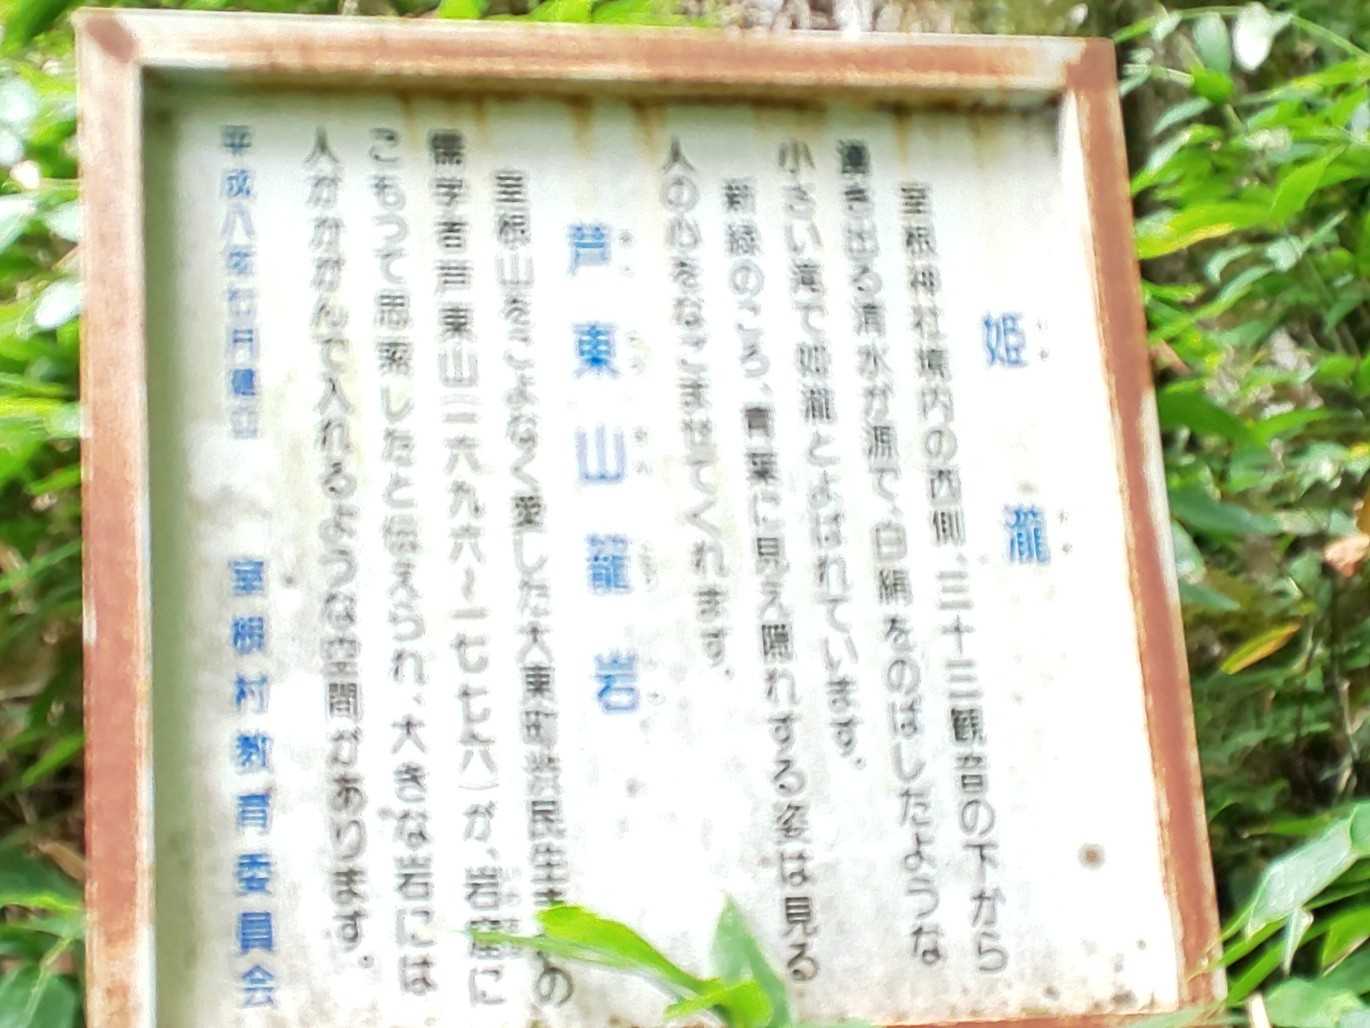 姫瀧
室根神社境内の西側、三十三観音の下から
湧き出る清水が源で、白絹をのばしたような
小さい滝で姫瀧とよばれています。
新緑のころ、青葉に見え隠れする姿は見る
人の心をなごませてくれます。
芦東山籠岩
室根山をこよなく愛した大東町渋民生まの
儒学者芦東山(一六九六~一七七六)が、岩窟に
こもって思索したと伝えられ、大きな岩には
人がかがんで入れるような空間があります。
平成八年七月建立 室根村教育委員会